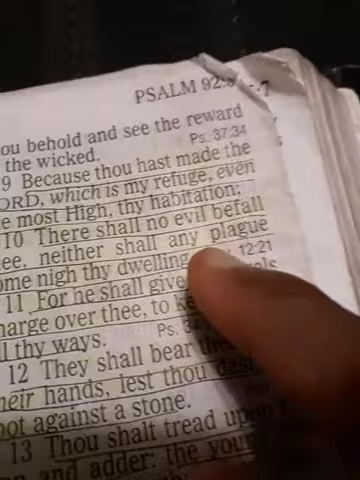 PSALM 92:
ou behold and see the reward
the wicked. Ps. 37:34
9 Because thou hast made the
ORD, which is my refuge, even
e most High, thy habitation;
10 There shall no evil befall
ee, neither shall any plague
ome nigh thy dwelling. 12:21
11 For he shall give
harge over thee, to
l thy ways. Ps.
12 They shall bear
heir hands, lest thou
oot against a stone.
13 Thou shalt tread
n and adder: the